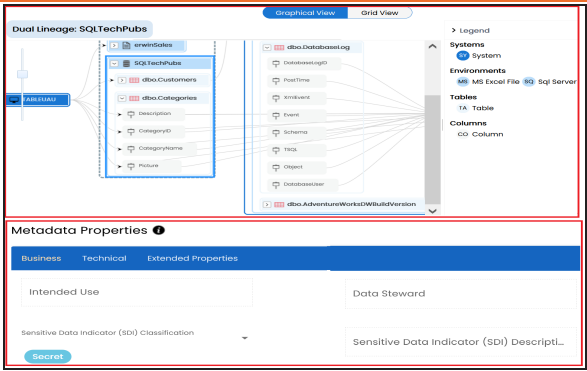 Graphical View Grid View
Dual Lineage: SQLTechPubs
Legend
Systems
SY System
Environments
MS MS Excel File SQ Sql Server
Tables
TA Table
Columns
CO Column
erwinSales
SQLTechPubs
dbo.Customers
dbo.Categories
Description
CategoryID
CategoryName
Picture
TABLEUAU
dbo.DatabaseLog
DatabaseLogID
PostTime
XmlEvent
Event
Schema
TSQL
Object
DatabaseUser
dbo.AdventureWorksDWBuildVersion
Metadata Properties
Business Technical Extended Properties
Intended Use
Data Steward
Sensitive Data Indicator (SDI) Classification
Secret
Sensitive Data Indicator (SDI) Descripti...